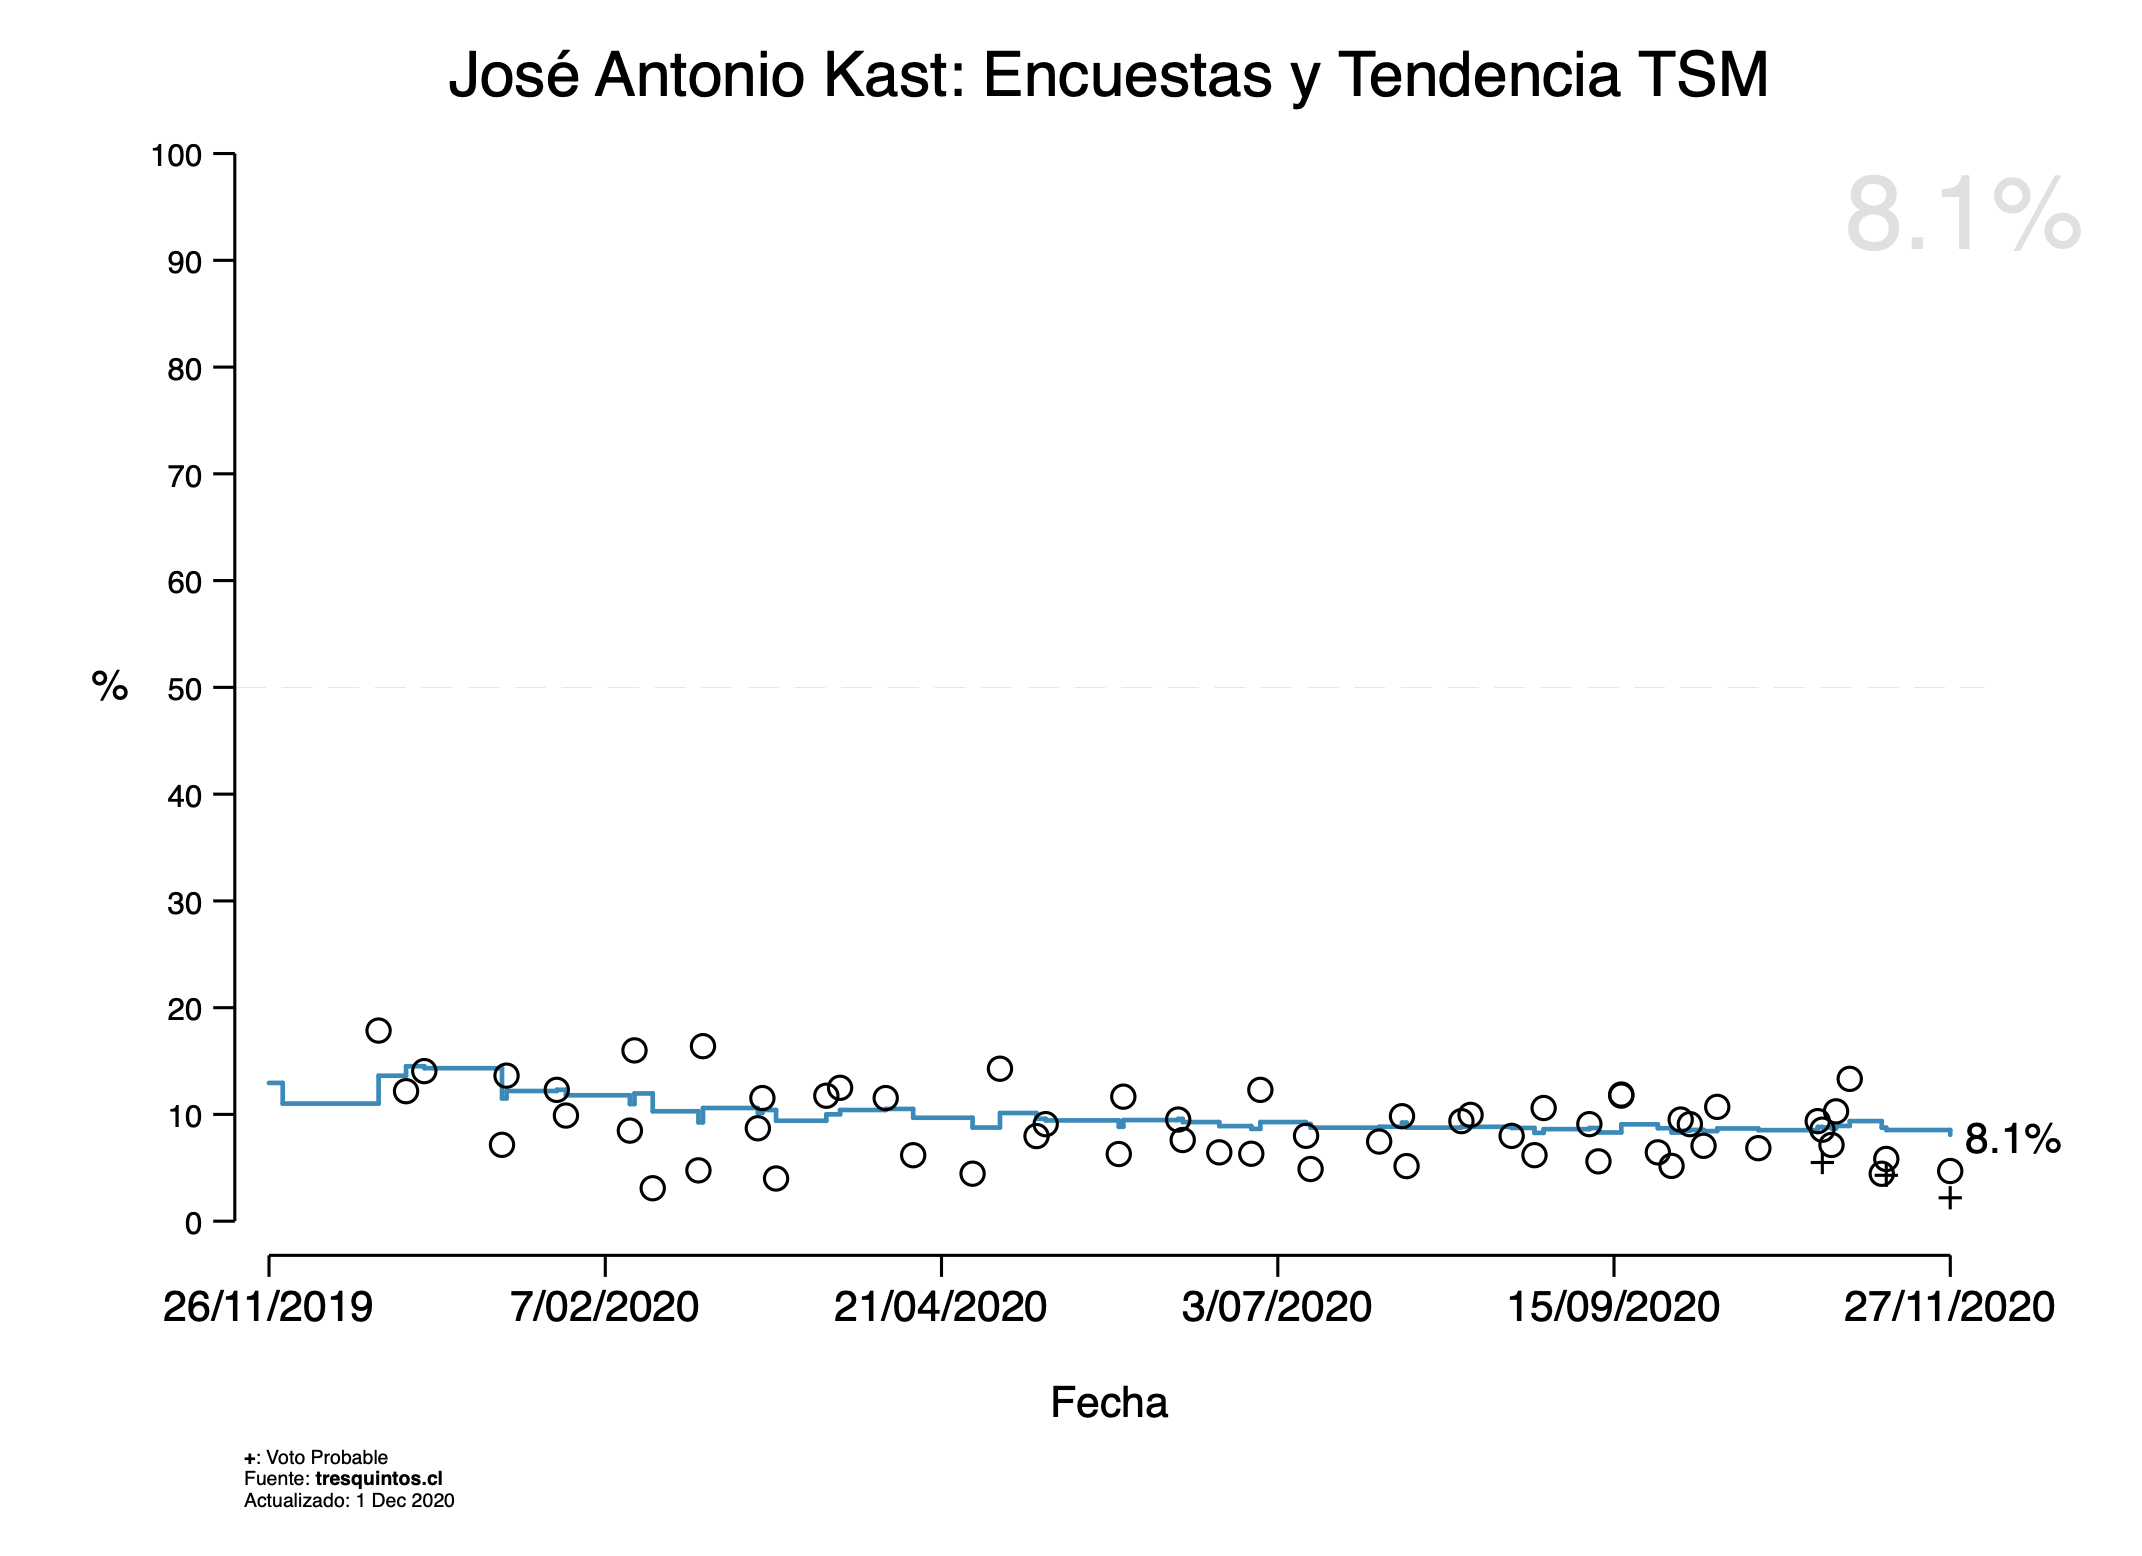 José Antonio Kast: Encuestas y Tendencia TSM
8.1%
100
90
80
70
60
% 50
40
30
20
10
8.1%
0
26/11/2019 7/02/2020 21/04/2020 3/07/2020 15/09/2020 27/11/2020
Fecha
+: Voto Probable
Fuente: tresquintos.cl
Actualizado: 1 Dec 2020